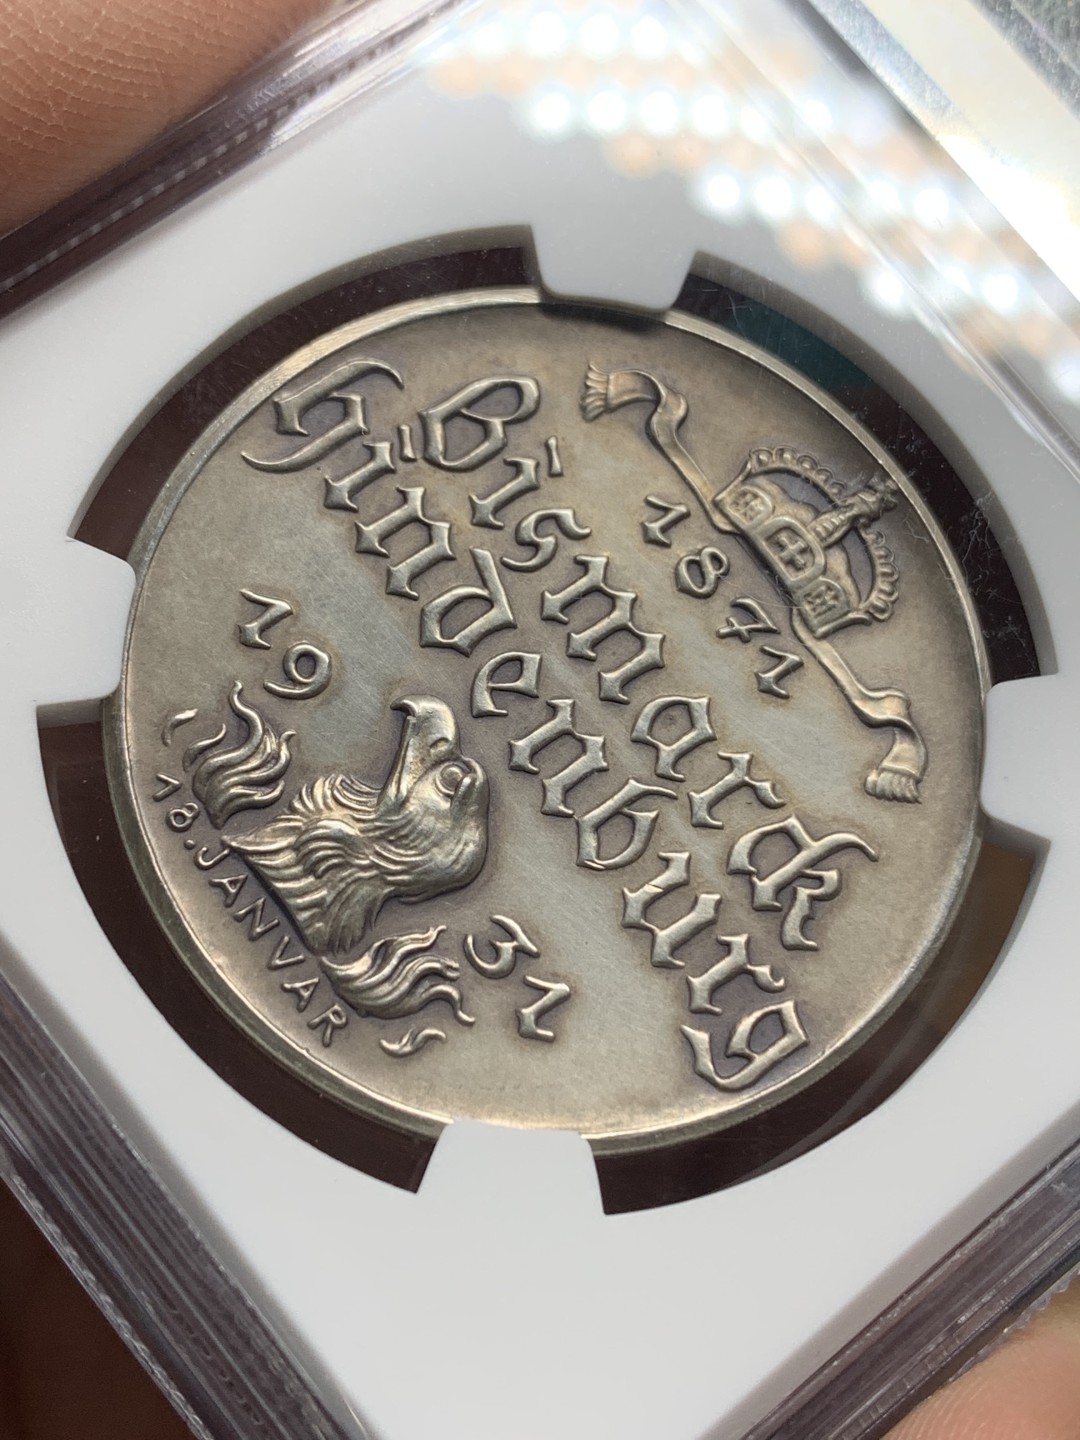 1871
Bismarck
Hindenburg
19 31
18. JANVAR